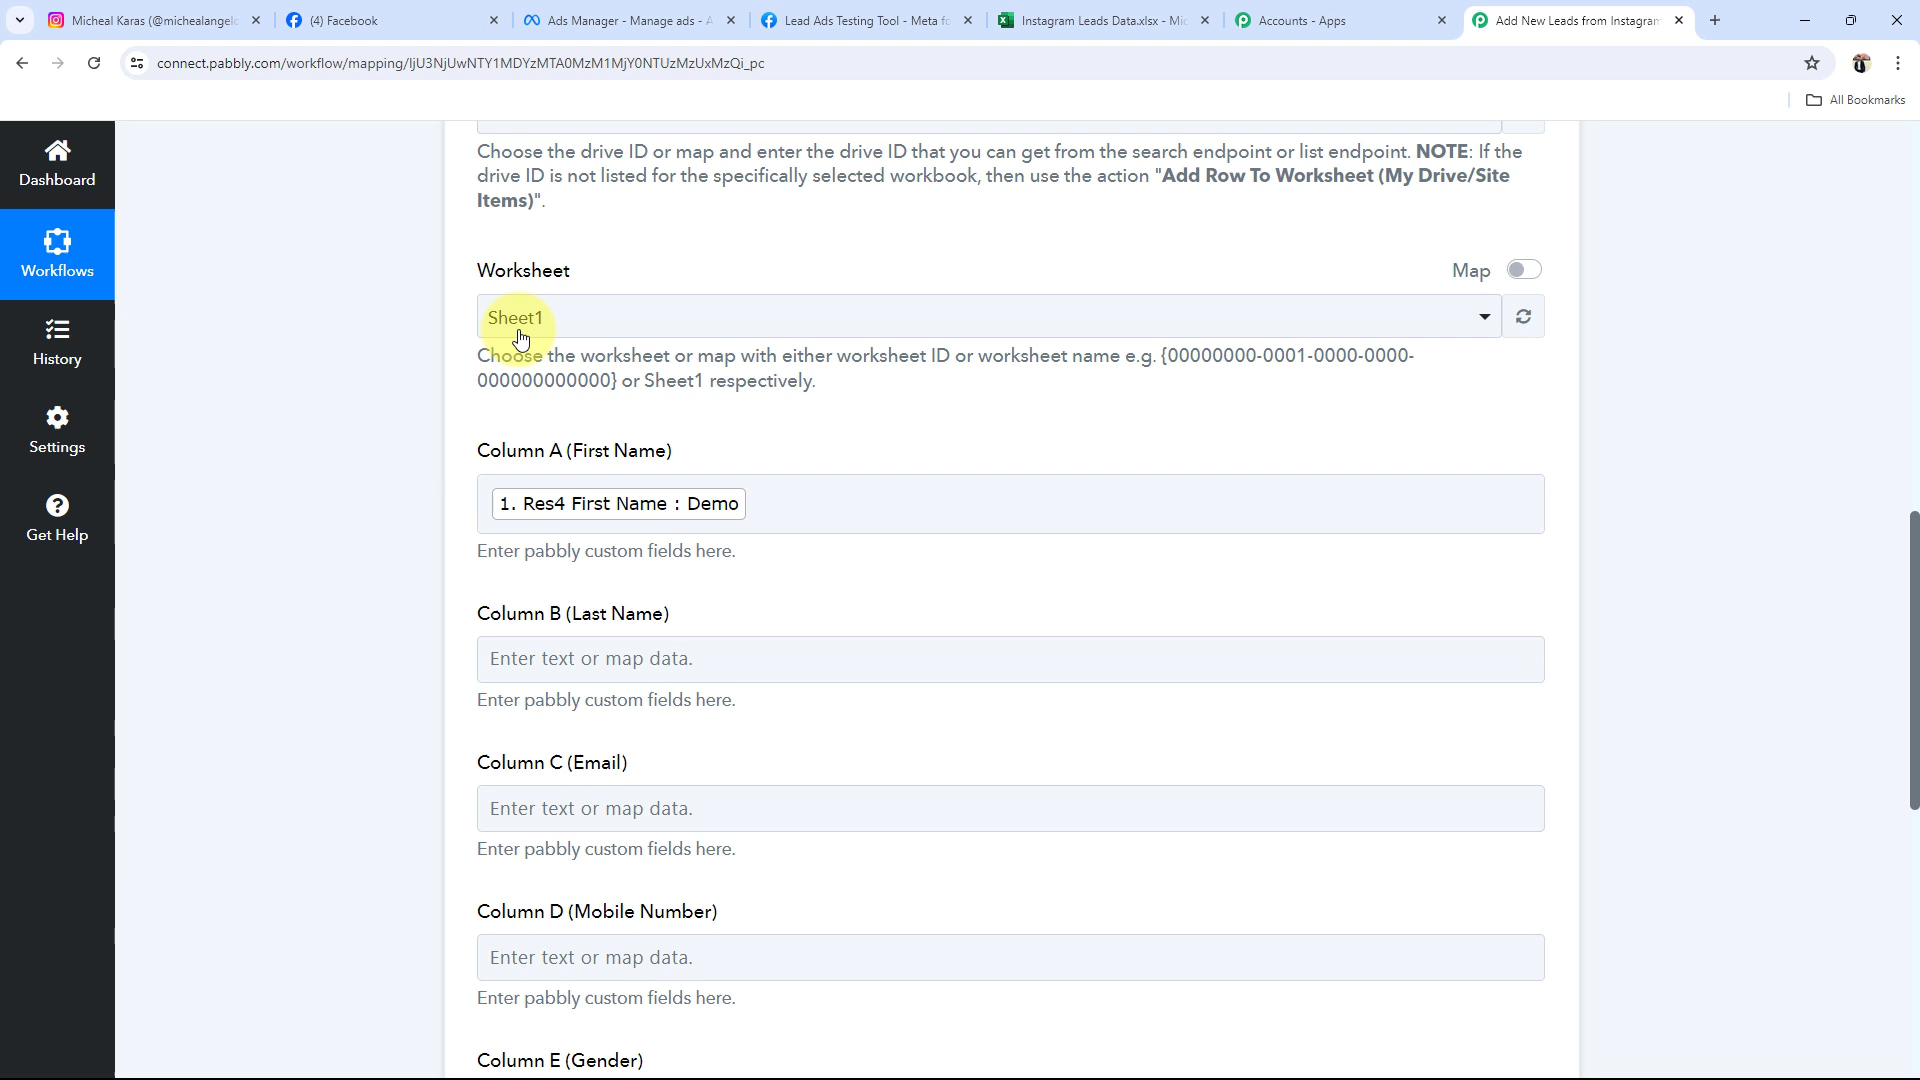 Micheal Karas (@michealangelo
(4) Facebook
Ads Manager - Manage ads - A
Lead Ads Testing Tool - Meta fo
Instagram Leads Data.xlsx - Mic
Accounts - Apps
Add New Leads from Instagram
connect.pabbly.com/workflow/mapping/IjU3NjUwNTY1MDYzMTA0MzM1MjY0NTUzMzUxMzQi_pc
All Bookmarks
Dashboard
Workflows
History
Settings
Get Help
Choose the drive ID or map and enter the drive ID that you can get from the search endpoint or list endpoint. NOTE: If the
drive ID is not listed for the specifically selected workbook, then use the action "Add Row To Worksheet (My Drive/Site
Items)".
Worksheet
Map
Sheet1
Choose the worksheet or map with either worksheet ID or worksheet name e.g. {00000000-0001-0000-0000-
000000000000} or Sheet1 respectively.
Column A (First Name)
1. Res4 First Name : Demo
Enter pabbly custom fields here.
Column B (Last Name)
Enter text or map data.
Enter pabbly custom fields here.
Column C (Email)
Enter text or map data.
Enter pabbly custom fields here.
Column D (Mobile Number)
Enter text or map data.
Enter pabbly custom fields here.
Column E (Gender)